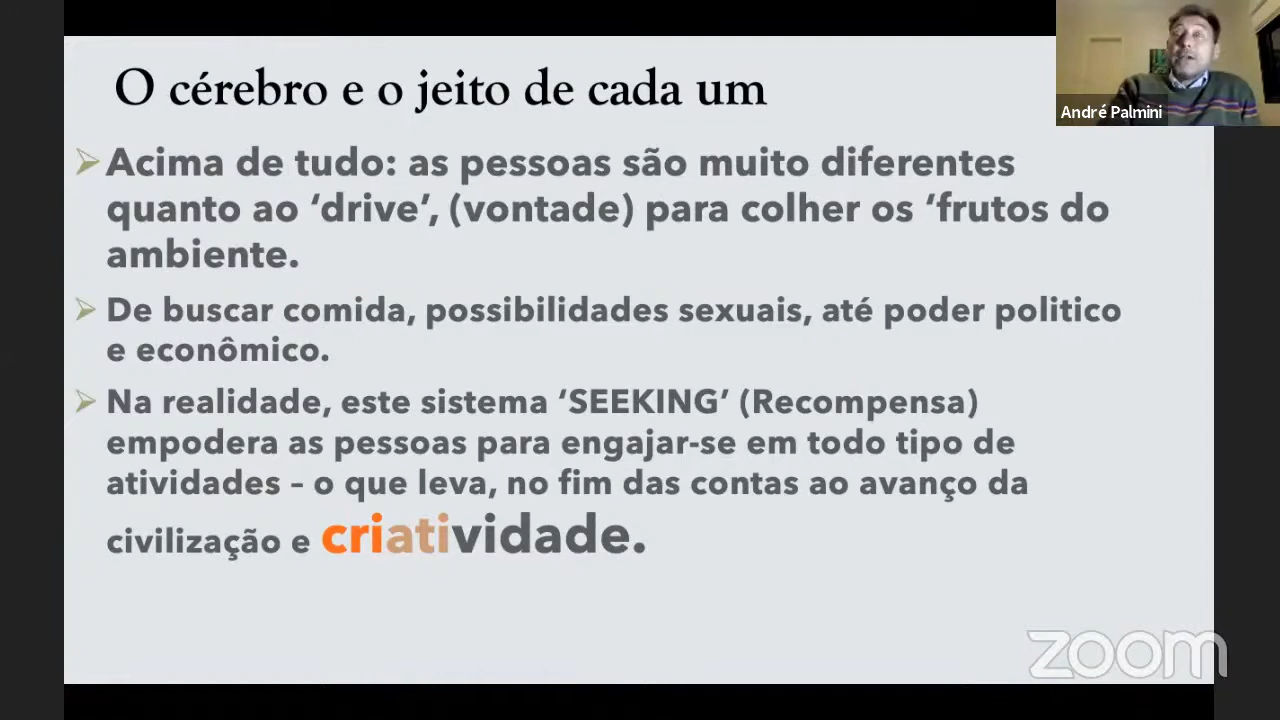 O cérebro e o jeito de cada um
André Palmini
Acima de tudo: as pessoas são muito diferentes
quanto ao ‘drive’, (vontade) para colher os ‘frutos do
ambiente.
De buscar comida, possibilidades sexuais, até poder politico
e econômico.
Na realidade, este sistema ‘SEEKING’ (Recompensa)
empodera as pessoas para engajar-se em todo tipo de
atividades – o que leva, no fim das contas ao avanço da
civilização e criatividade.
zoom